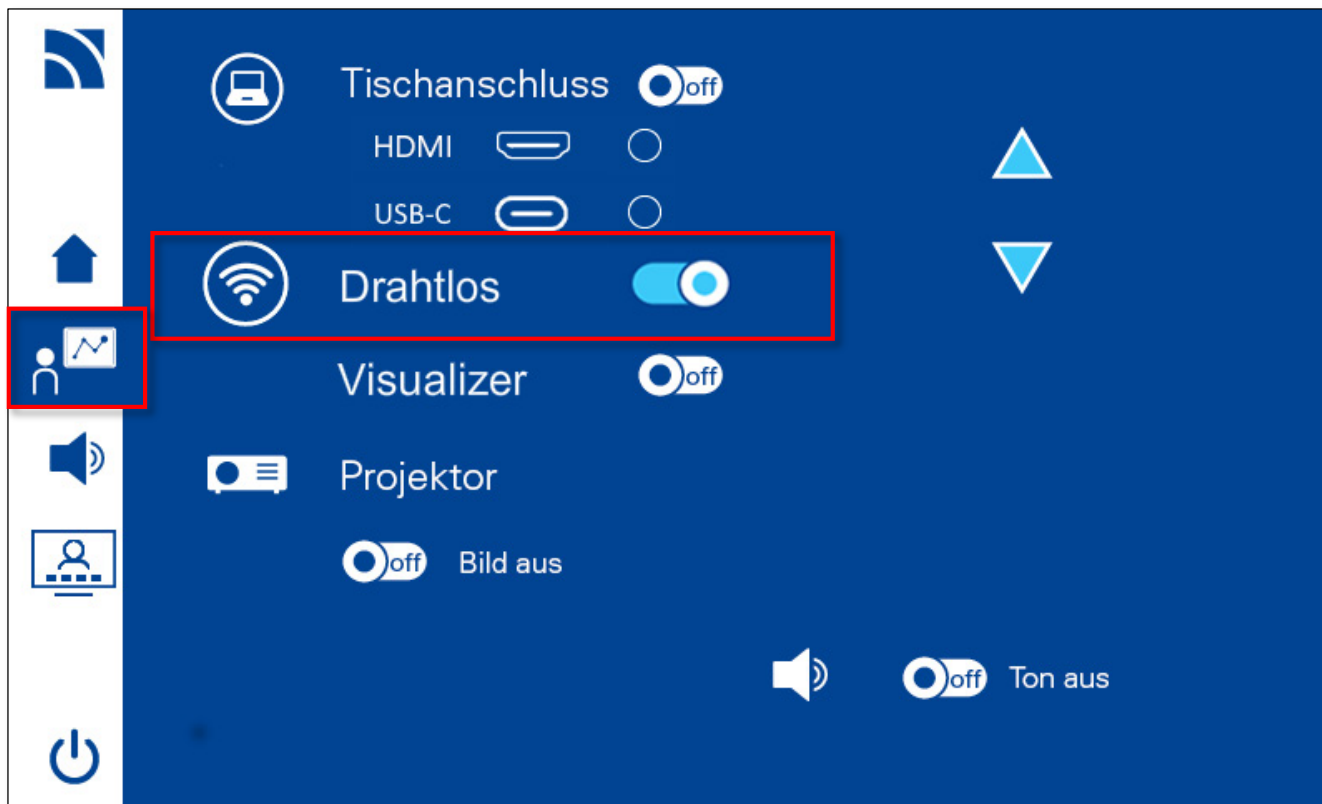 Tischanschluss off
HDMI
USB-C
Drahtlos
Visualizer off
Projektor
off Bild aus
off Ton aus